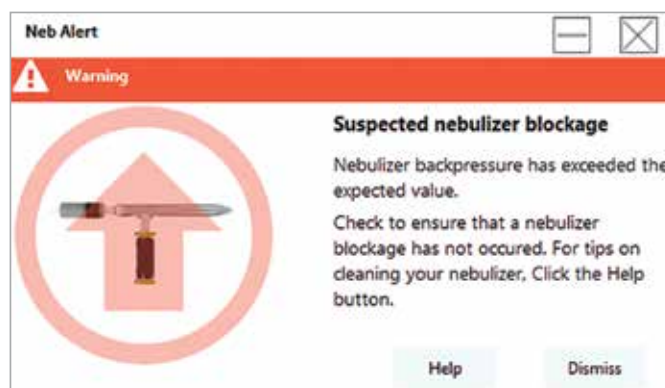 Neb Alert
Warning
Suspected nebulizer blockage
Nebulizer backpressure has exceeded the
expected value.
Check to ensure that a nebulizer
blockage has not occured. For tips on
cleaning your nebulizer, Click the Help
button.
Help
Dismiss